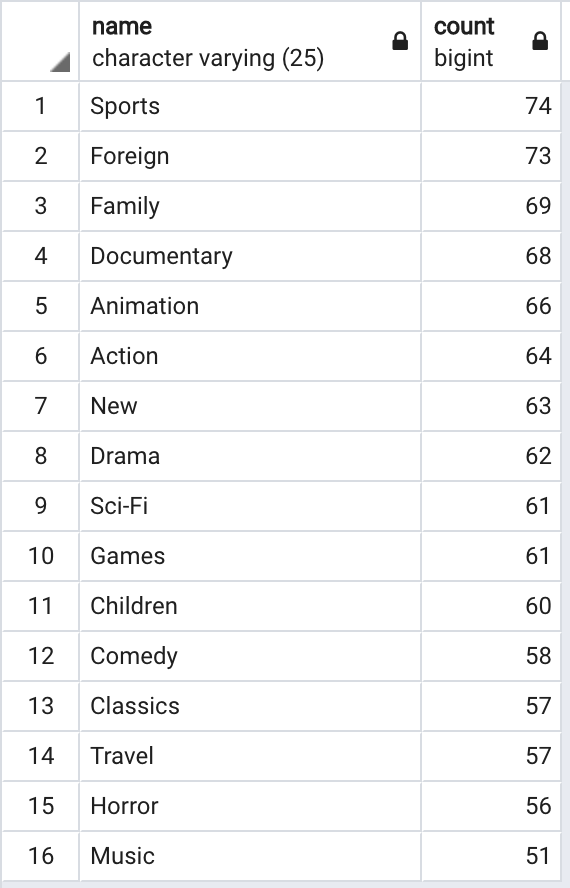 name count
character varying (25) bigint
1 Sports 74
2 Foreign 73
3 Family 69
4 Documentary 68
5 Animation 66
6 Action 64
7 New 63
8 Drama 62
9 Sci-Fi 61
10 Games 61
11 Children 60
12 Comedy 58
13 Classics 57
14 Travel 57
15 Horror 56
16 Music 51